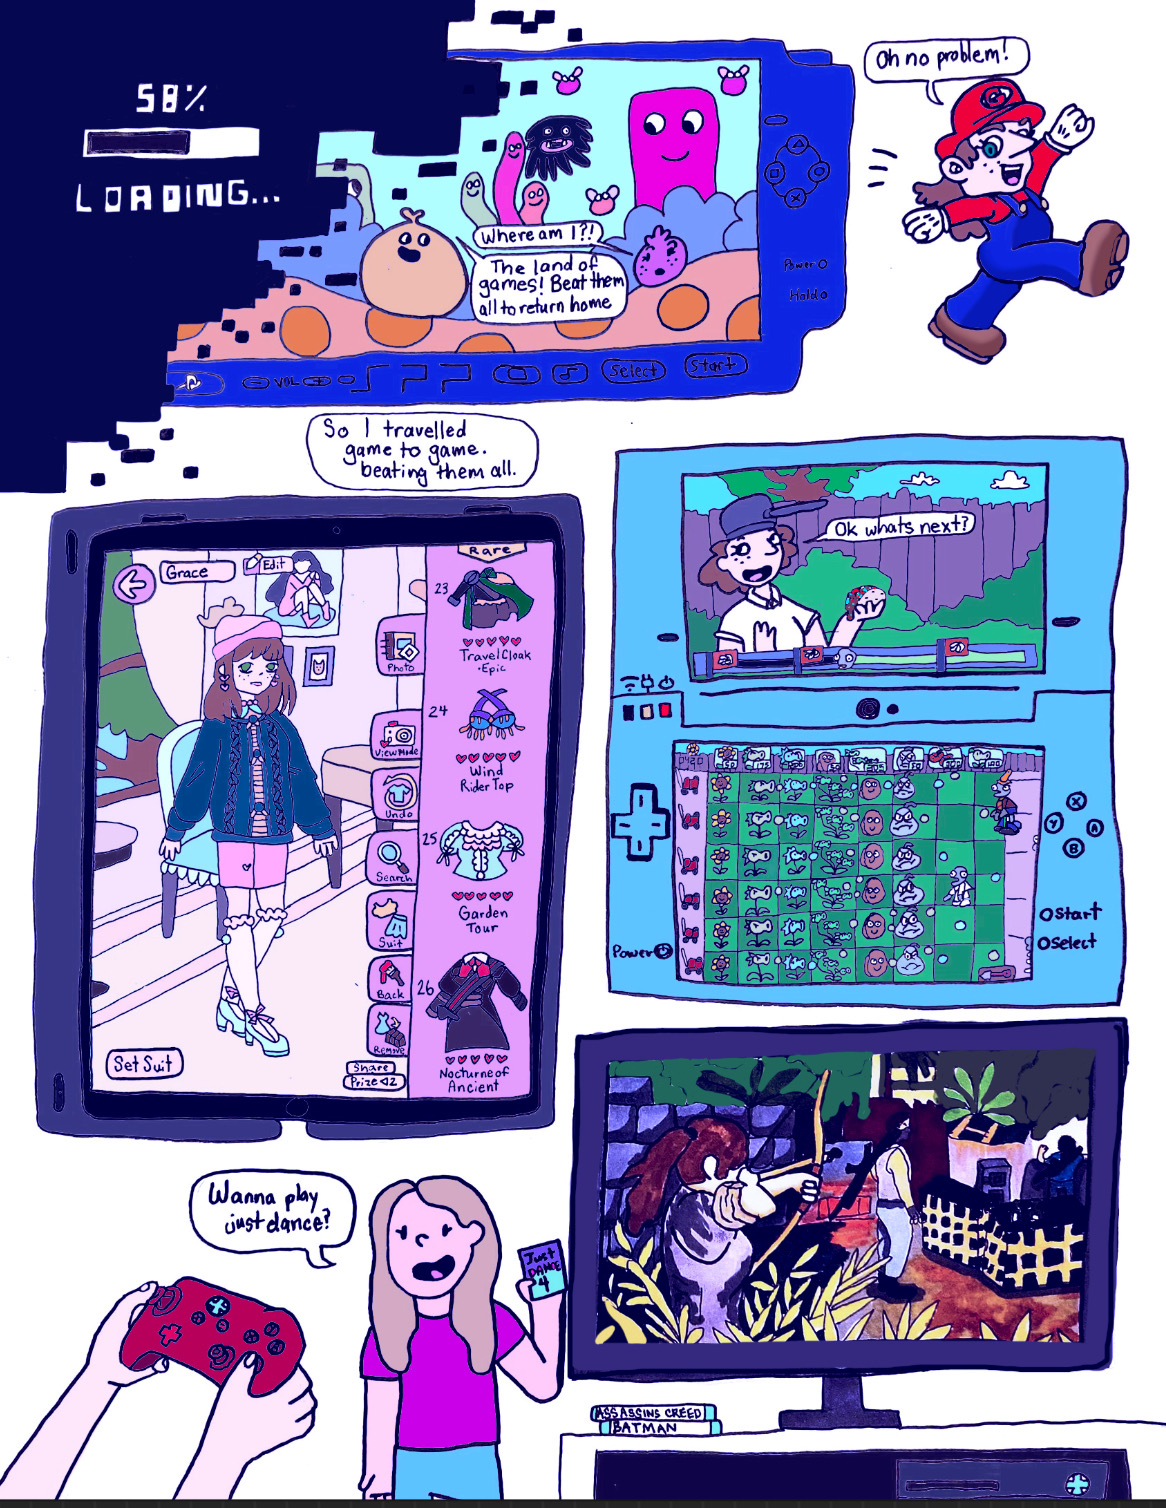 58%
LOADING...
Oh no problem!
Where am I?!
The land of
games! Beat them
all to return home
Power
Hold
VOL
Select
Start
So I travelled
game to game.
beating them all.
Grace
Edit
Rare
23
Travel Cloak
·Epic
Photo
24
Wind
Rider Top
View Mode
Undo
25
Search
Garden
Tour
Suit
26
Back
Remove
Set Suit
Share
Prize
Nocturne of
Ancient
Ok whats next?
X
Y
A
B
Start
Select
Power
Wanna play
just dance?
Just
DANCE
4
ASSASSINS CREED
BATMAN